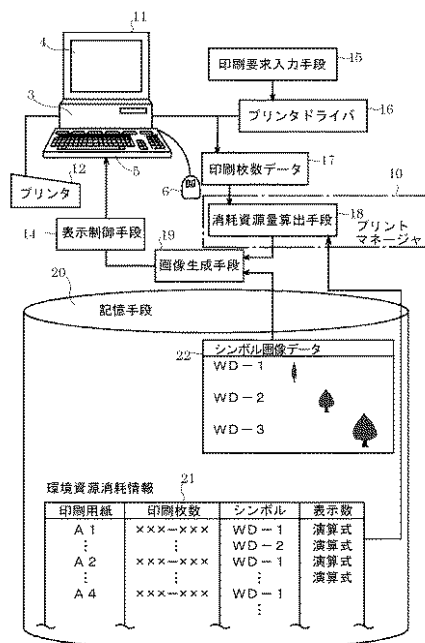 11
4
印刷要求入力手段
15
3
プリンタドライバ
16
12
5
プリンタ
6
印刷枚数データ
17
10
表示制御手段
14
19
消耗資源量算出手段
18
画像生成手段
プリント
マネージャ
20
記憶手段
シンボル画像データ
22
WD－1
WD－2
WD－3
環境資源消耗情報
21
印刷用紙 印刷枚数 シンボル 表示数
A1 ×××－××× WD－1 演算式
⋮ ⋮ WD－2 演算式
A2 ×××－××× WD－1 演算式
⋮ ⋮ ⋮ 演算式
A4 ×××－××× WD－1
⋮